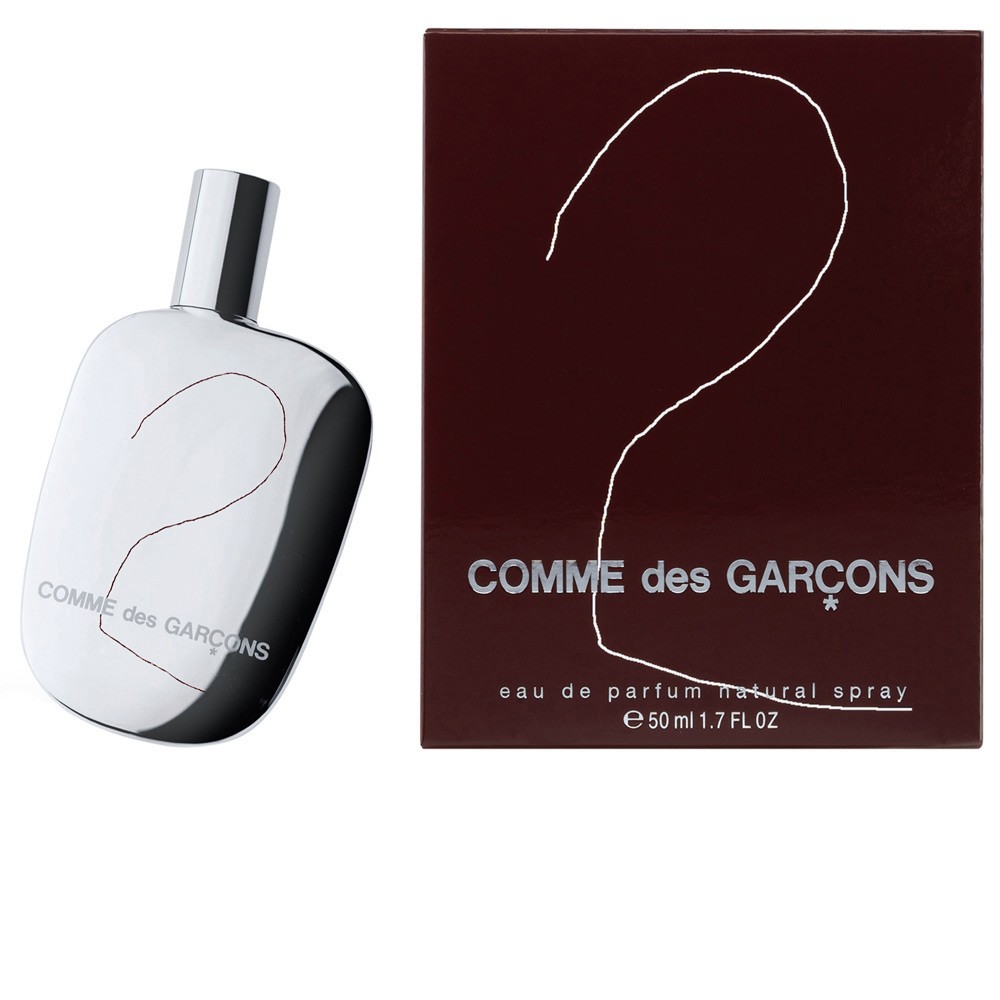 2
COMME des GARÇONS
*
2
COMME des GARÇONS
*
eau de parfum natural spray
℮ 50 ml 1.7 FL OZ